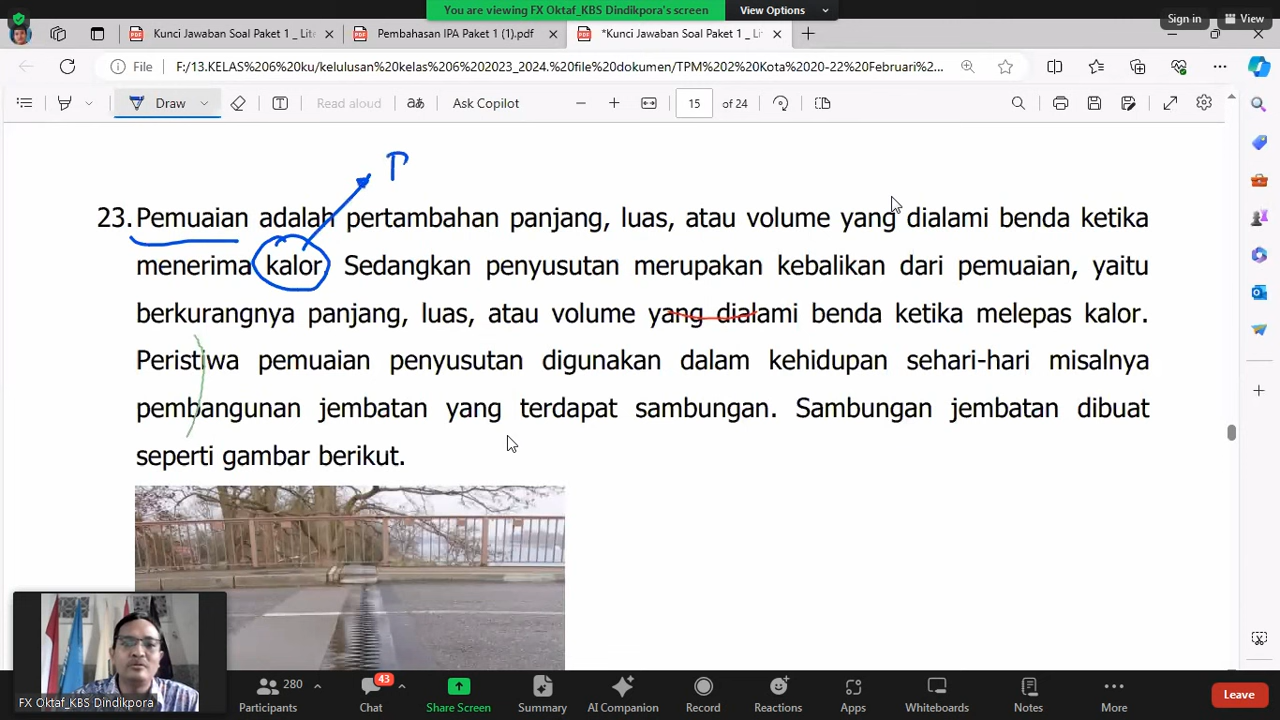 You are viewing FX Oktaf_KBS Dindikpora's screen
View Options
Sign in
View
Kunci Jawaban Soal Paket 1 _ Lite
Pembahasan IPA Paket 1 (1).pdf
*Kunci Jawaban Soal Paket 1 _ Li
File
F:/13.KELAS%206%20ku/kelulusan%20kelas%206%202023_2024.%20file%20dokumen/TPM%202%20Kota%2020-22%20Februari%2...
Draw
Read aloud
aあ
Ask Copilot
15
of 24
23. Pemuaian adalah pertambahan panjang, luas, atau volume yang dialami benda ketika
menerima kalor. Sedangkan penyusutan merupakan kebalikan dari pemuaian, yaitu
berkurangnya panjang, luas, atau volume yang dialami benda ketika melepas kalor.
Peristiwa pemuaian penyusutan digunakan dalam kehidupan sehari-hari misalnya
pembangunan jembatan yang terdapat sambungan. Sambungan jembatan dibuat
seperti gambar berikut.
FX Oktaf_KBS Dindikpora
280
Participants
43
Chat
Share Screen
Summary
AI Companion
Record
Reactions
Apps
Whiteboards
Notes
More
Leave